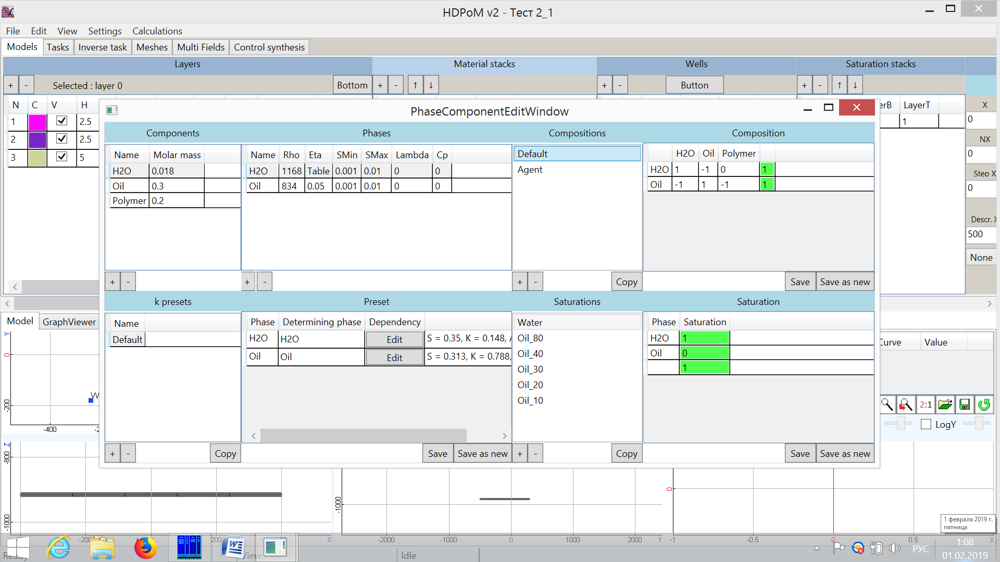 HDPoM v2 - Тест 2_1
File Edit View Settings Calculations
Models Tasks Inverse task Meshes Multi Fields Control synthesis
Layers Material stacks Wells Saturation stacks
+ - Selected : layer 0 Bottom + - ↑ ↓ + - Button + - ↑ ↓
N C V H LayerT X
1 2.5 1 0
2 2.5 NX
0
3 5 Step X
0
Descr. X
500
None
PhaseComponentEditWindow
Components Phases Compositions Composition
Name Molar mass
H2O 0.018
Oil 0.3
Polymer 0.2
Name Rho Eta SMin SMax Lambda Cp
H2O 1168 Table 0.001 0.01 0 0
Oil 834 0.05 0.001 0.01 0 0
Default
Agent
H2O Oil Polymer
H2O 1 -1 0 1
Oil -1 1 -1 1
+ - + - + - Copy Save Save as new
k presets Preset Saturations Saturation
Name
Default
Phase Determining phase Dependency
H2O H2O Edit S = 0.35, K = 0.148,
Oil Oil Edit S = 0.313, K = 0.788,
Water
Oil_80
Oil_40
Oil_30
Oil_20
Oil_10
Phase Saturation
H2O 1
Oil 0
1
+ - Copy Save Save as new + - Copy Save Save as new
Model GraphViewer
Curve Value
2:1
LogY
Y
0
-200
W
-400
Z
-800
-1000
-200 0 200 400 X
-1000
-2000 -1000 0 1000 2000 Y
0
-1 -0.5 0 0.5 X
1 февраля 2019 г.
пятница
Ready View: Idle
РУС 1:08
01.02.2019